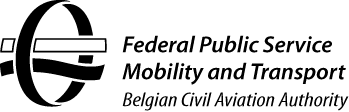 Federal Public Service
Mobility and Transport
Belgian Civil Aviation Authority